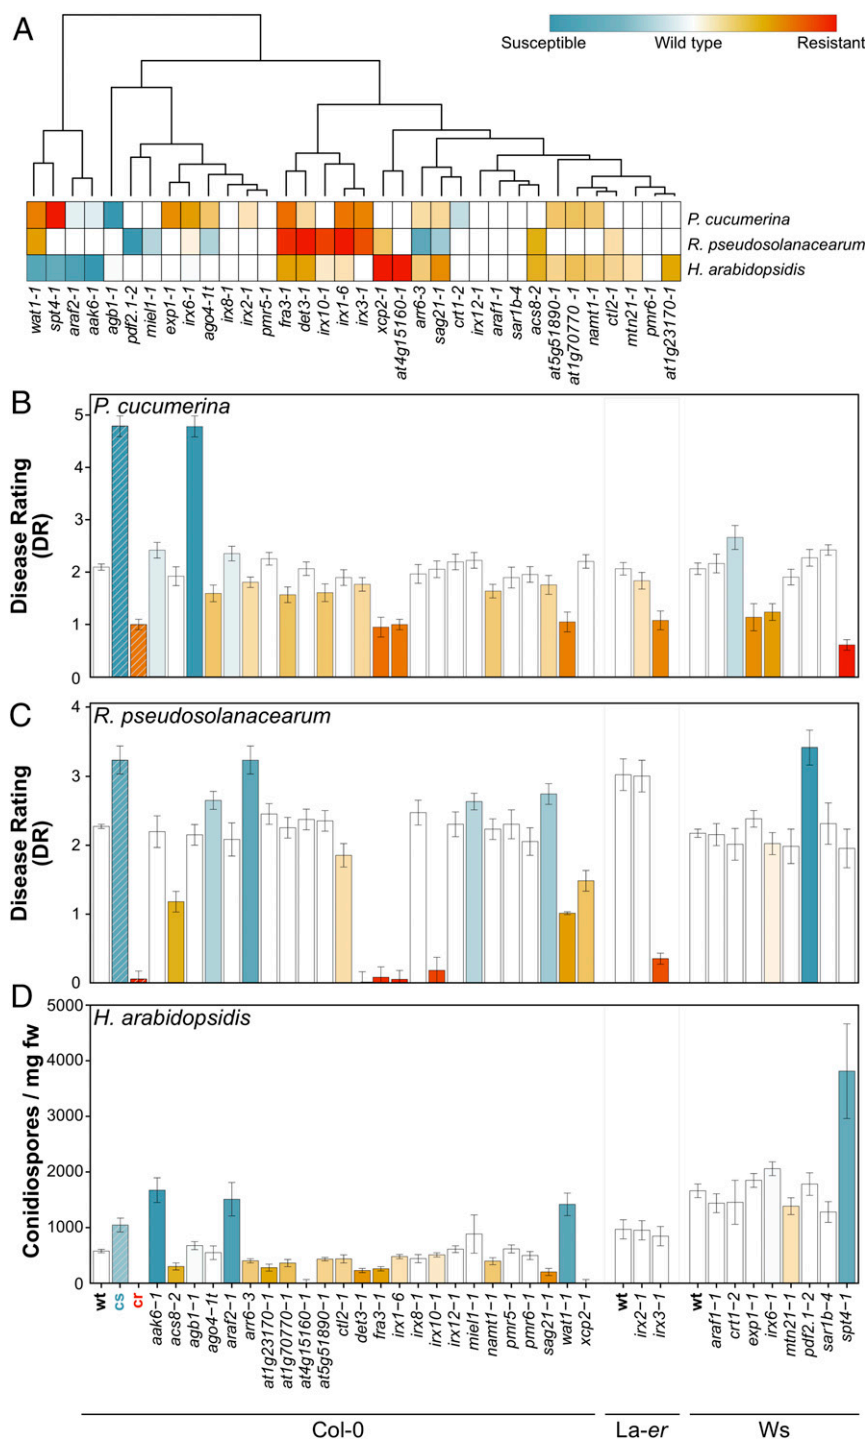 A
Susceptible Wild type Resistant
P. cucumerina
R. pseudosolanacearum
H. arabidopsidis
wat1-1 spt4-1 araf2-1 aak6-1 agb1-1 pdf2.1-2 miel1-1 exp1-1 irx6-1 ago4-1t irx8-1 irx2-1 pmr5-1 fra3-1 det3-1 irx10-1 irx1-6 irx3-1 xcp2-1 at4g15160-1 arr6-3 sag21-1 crt1-2 irx12-1 araf1-1 sar1b-4 acs8-2 at5g51890-1 at1g70770 -1 namt1-1 ctl2-1 mtn21-1 pmr6-1 at1g23170-1
B
P. cucumerina
Disease Rating
(DR)
5
4
3
2
1
0
C
R. pseudosolanacearum
Disease Rating
(DR)
4
3
2
1
0
D
H. arabidopsidis
Conidiospores / mg fw
5000
4000
3000
2000
1000
0
wt cs cr aak6-1 acs8-2 agb1-1 ago4-1t araf2-1 arr6-3 at1g23170-1 at1g70770-1 at4g15160-1 at5g51890-1 ctl2-1 det3-1 fra3-1 irx1-6 irx8-1 irx10-1 irx12-1 miel1-1 namt1-1 pmr5-1 pmr6-1 sag21-1 wat1-1 xcp2-1 wt irx2-1 irx3-1 wt araf1-1 crt1-2 exp1-1 irx6-1 mtn21-1 pdf2.1-2 sar1b-4 spt4-1
Col-0 La-er Ws